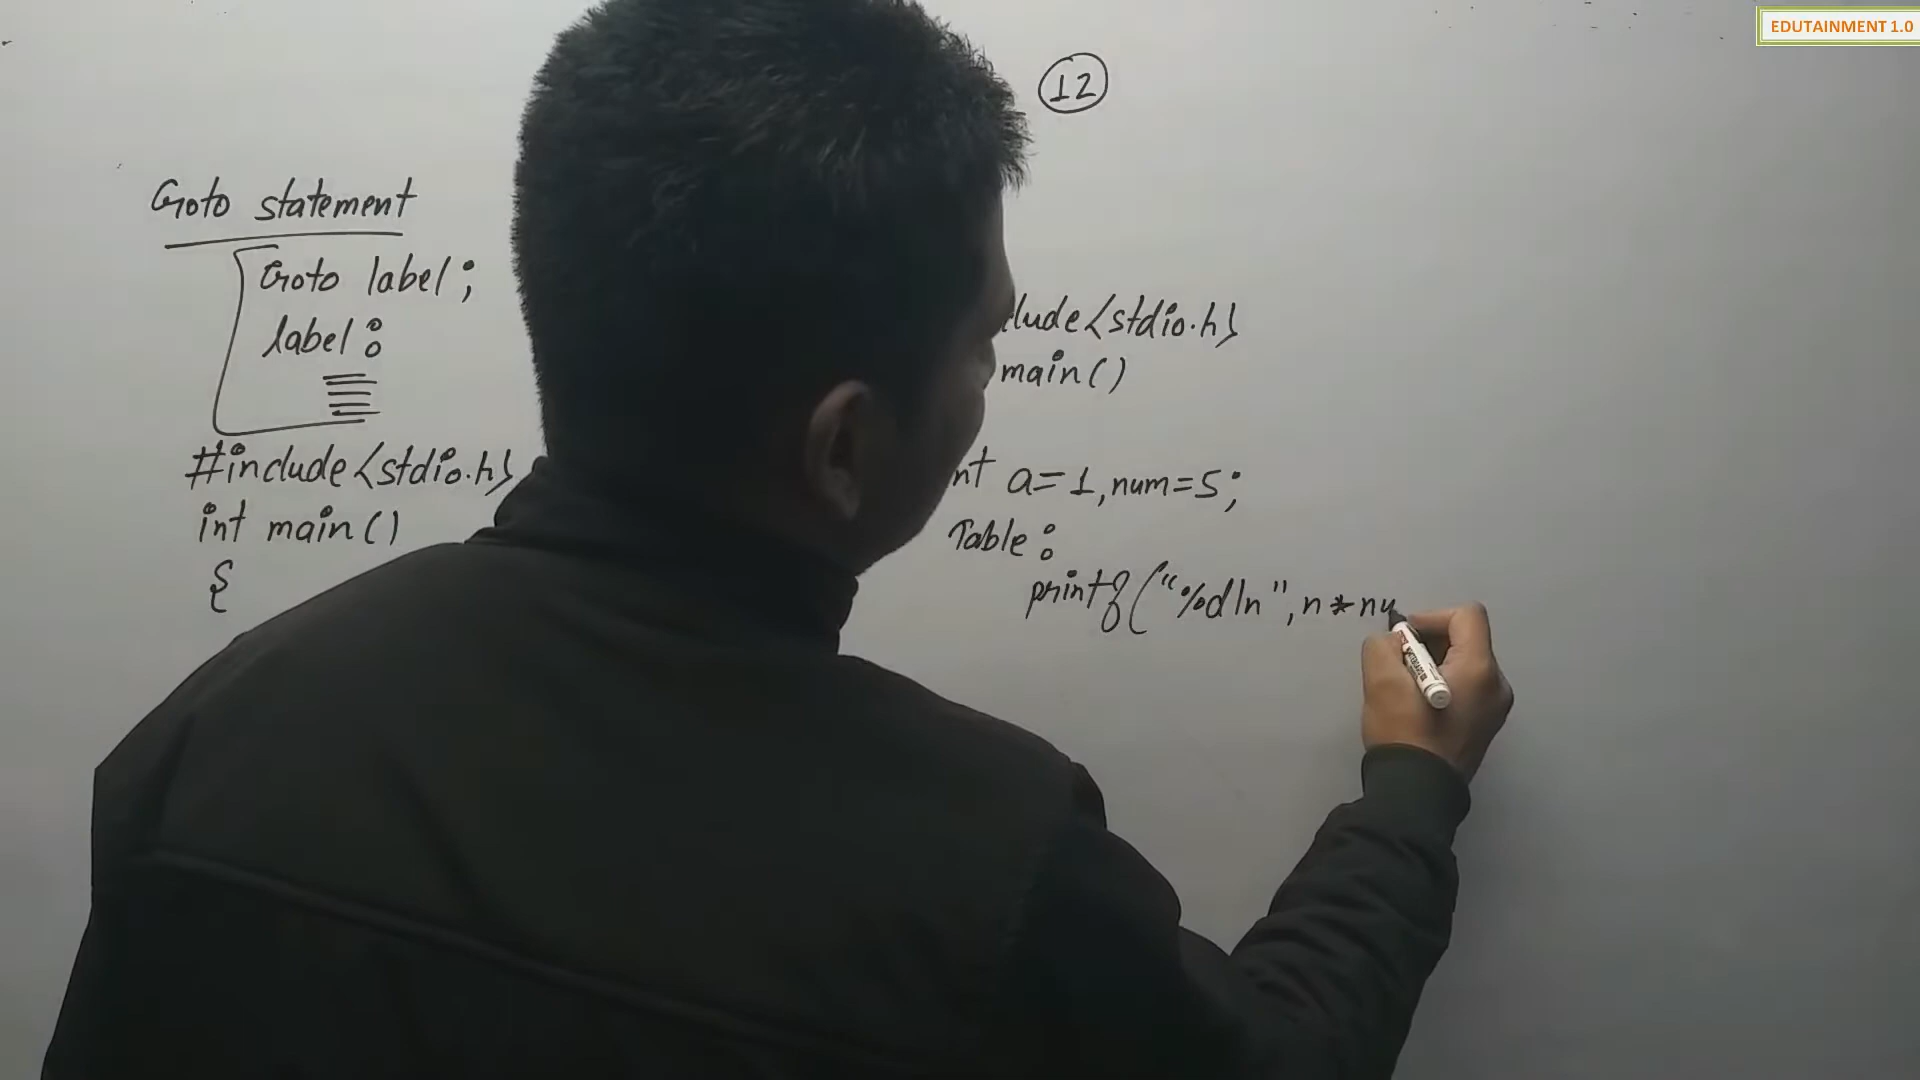 EDUTAINMENT 1.0
12
Goto statement
Goto label;
label:
#include<stdio.h>
int main()
{
clude<stdio.h>
main()
nt a=1,num=5;
Table:
printf("%d\n",n*nu